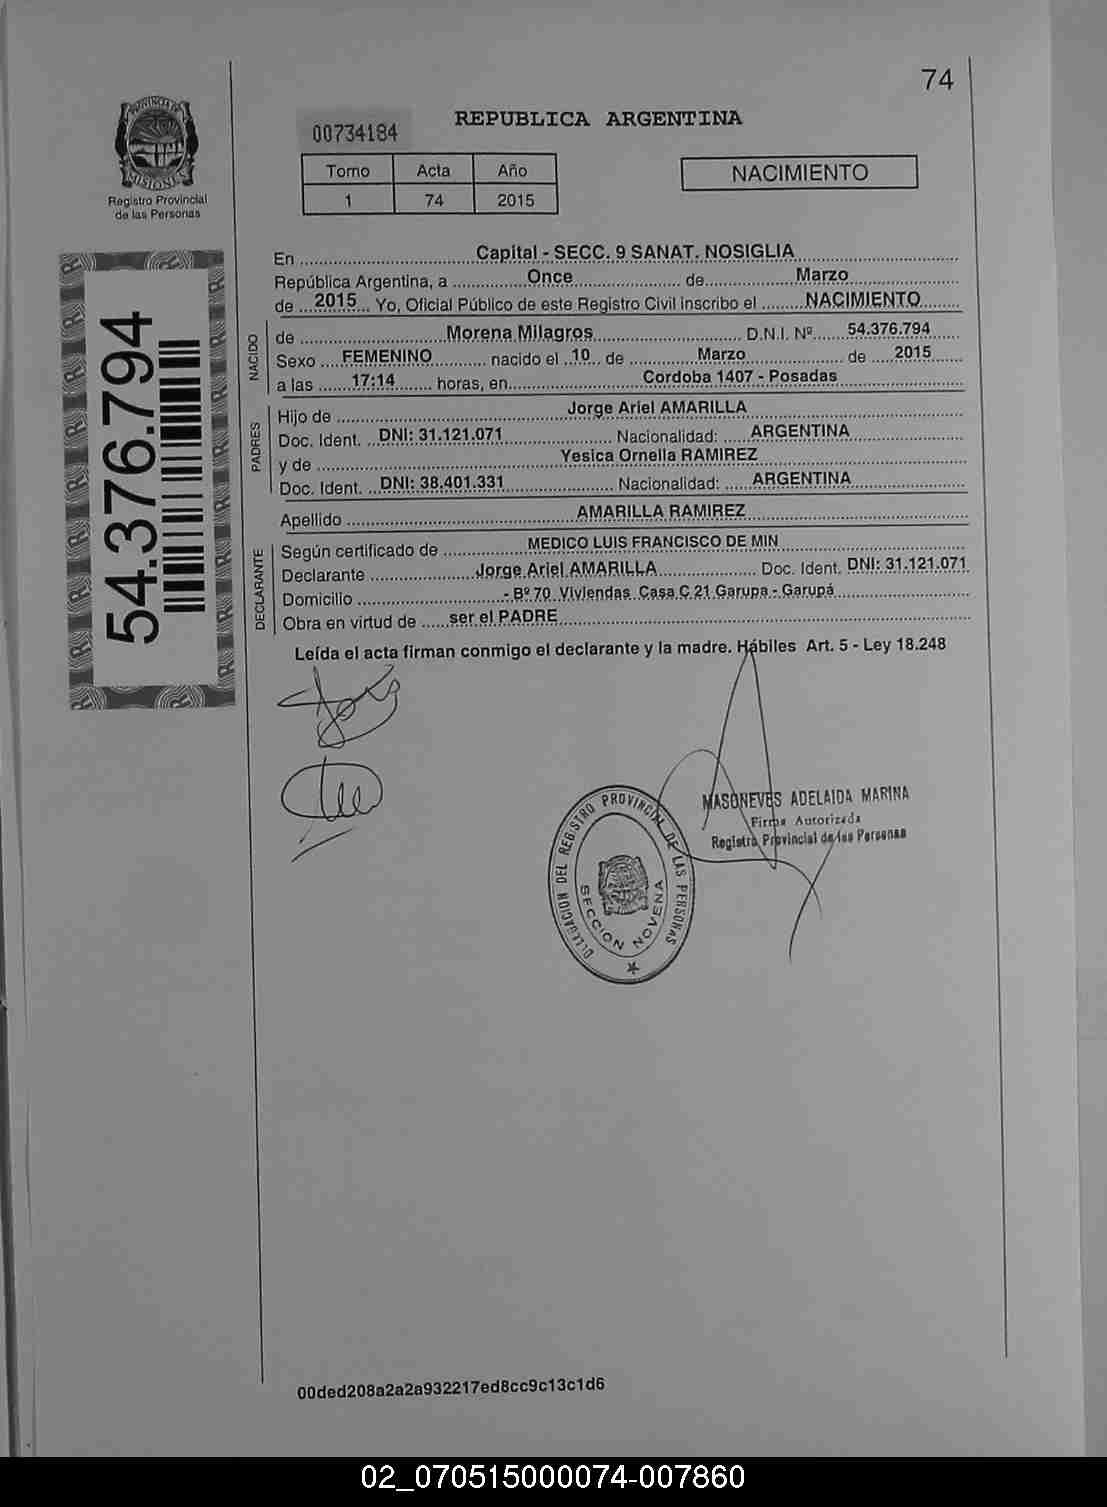 74
PROVINCIA DE
MISIONES
Registro Provincial
de las Personas
00734184
REPUBLICA ARGENTINA
Tomo Acta Año
1 74 2015
NACIMIENTO
54.376.794
En Capital - SECC. 9 SANAT. NOSIGLIA
República Argentina, a Once de Marzo
de 2015 Yo, Oficial Público de este Registro Civil inscribo el NACIMIENTO
NACIDO
de Morena Milagros D.N.I. Nº 54.376.794
Sexo FEMENINO nacido el 10 de Marzo de 2015
a las 17:14 horas, en Cordoba 1407 - Posadas
PADRES
Hijo de Jorge Ariel AMARILLA
Doc. Ident. DNI: 31.121.071 Nacionalidad: ARGENTINA
y de Yesica Ornella RAMIREZ
Doc. Ident. DNI: 38.401.331 Nacionalidad: ARGENTINA
Apellido AMARILLA RAMIREZ
DECLARANTE
Según certificado de MEDICO LUIS FRANCISCO DE MIN
Declarante Jorge Ariel AMARILLA Doc. Ident. DNI: 31.121.071
Domicilio - Bº 70 Viviendas Casa C 21 Garupa - Garupá
Obra en virtud de ser el PADRE
Leída el acta firman conmigo el declarante y la madre. Hábiles Art. 5 - Ley 18.248
MASONEVES ADELAIDA MARINA
Firma Autorizada
Registro Provincial de las Personas
DELEGACION DEL REGISTRO PROVINCIAL DE LAS PERSONAS
SECCION NOVENA
00ded208a2a2a932217ed8cc9c13c1d6
02_070515000074-007860